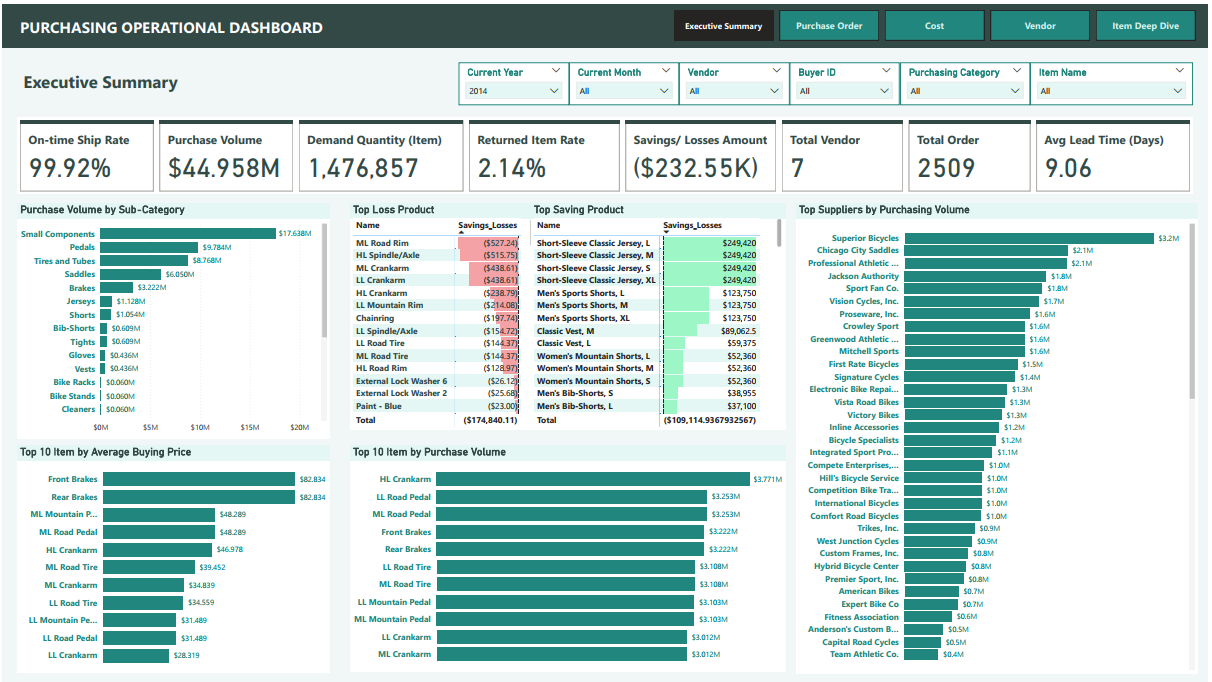 PURCHASING OPERATIONAL DASHBOARD
Executive Summary
Purchase Order
Cost
Vendor
Item Deep Dive
Executive Summary
Current Year
2014
Current Month
All
Vendor
All
Buyer ID
All
Purchasing Category
All
Item Name
All
On-time Ship Rate
99.92%
Purchase Volume
$44.958M
Demand Quantity (Item)
1,476,857
Returned Item Rate
2.14%
Savings/ Losses Amount
($232.55K)
Total Vendor
7
Total Order
2509
Avg Lead Time (Days)
9.06
Purchase Volume by Sub-Category
Small Components $17.638M
Pedals $9.784M
Tires and Tubes $8.768M
Saddles $6.050M
Brakes $3.222M
Jerseys $1.128M
Shorts $1.054M
Bib-Shorts $0.609M
Tights $0.609M
Gloves $0.436M
Vests $0.436M
Bike Racks $0.060M
Bike Stands $0.060M
Cleaners $0.060M
$0M $5M $10M $15M $20M
Top Loss Product
Name Savings_Losses
ML Road Rim ($527.24)
HL Spindle/Axle ($515.75)
ML Crankarm ($438.61)
LL Crankarm ($438.61)
HL Crankarm ($238.79)
LL Mountain Rim ($214.08)
Chainring ($197.74)
LL Spindle/Axle ($154.72)
LL Road Tire ($144.37)
ML Road Tire ($144.37)
HL Road Rim ($128.97)
External Lock Washer 6 ($26.12)
External Lock Washer 2 ($25.68)
Paint - Blue ($23.00)
Total ($174,840.11)
Top Saving Product
Name Savings_Losses
Short-Sleeve Classic Jersey, L $249,420
Short-Sleeve Classic Jersey, M $249,420
Short-Sleeve Classic Jersey, S $249,420
Short-Sleeve Classic Jersey, XL $249,420
Men's Sports Shorts, L $123,750
Men's Sports Shorts, M $123,750
Men's Sports Shorts, XL $123,750
Classic Vest, M $89,062.5
Classic Vest, L $59,375
Women's Mountain Shorts, L $52,360
Women's Mountain Shorts, M $52,360
Women's Mountain Shorts, S $52,360
Men's Bib-Shorts, S $38,955
Men's Bib-Shorts, L $37,100
Total ($109,114.9367932567)
Top Suppliers by Purchasing Volume
Superior Bicycles $3.2M
Chicago City Saddles $2.1M
Professional Athletic ... $2.1M
Jackson Authority $1.8M
Sport Fan Co. $1.8M
Vision Cycles, Inc. $1.7M
Proseware, Inc. $1.6M
Crowley Sport $1.6M
Greenwood Athletic ... $1.6M
Mitchell Sports $1.6M
First Rate Bicycles $1.5M
Signature Cycles $1.4M
Electronic Bike Repai... $1.3M
Vista Road Bikes $1.3M
Victory Bikes $1.3M
Inline Accessories $1.2M
Bicycle Specialists $1.2M
Integrated Sport Pro... $1.1M
Compete Enterprises,... $1.0M
Hill's Bicycle Service $1.0M
Competition Bike Tra... $1.0M
International Bicycles $1.0M
Comfort Road Bicycles $1.0M
Trikes, Inc. $0.9M
West Junction Cycles $0.9M
Custom Frames, Inc. $0.8M
Hybrid Bicycle Center $0.8M
Premier Sport, Inc. $0.8M
American Bikes $0.7M
Expert Bike Co $0.7M
Fitness Association $0.6M
Anderson's Custom B... $0.5M
Capital Road Cycles $0.5M
Team Athletic Co. $0.4M
Top 10 Item by Average Buying Price
Front Brakes $82.834
Rear Brakes $82.834
ML Mountain P... $48.289
ML Road Pedal $48.289
HL Crankarm $46.978
ML Road Tire $39.452
ML Crankarm $34.839
LL Road Tire $34.559
LL Mountain Pe... $31.489
LL Road Pedal $31.489
LL Crankarm $28.319
Top 10 Item by Purchase Volume
HL Crankarm $3.771M
LL Road Pedal $3.253M
ML Road Pedal $3.253M
Front Brakes $3.222M
Rear Brakes $3.222M
LL Road Tire $3.108M
ML Road Tire $3.108M
LL Mountain Pedal $3.103M
ML Mountain Pedal $3.103M
LL Crankarm $3.012M
ML Crankarm $3.012M